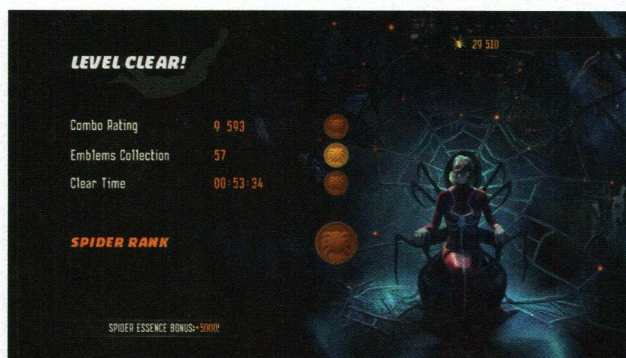 29 510
LEVEL CLEAR!
Combo Rating 9 593
Emblems Collection 57
Clear Time 00:53:34
SPIDER RANK
SPIDER ESSENCE BONUS:+5000!